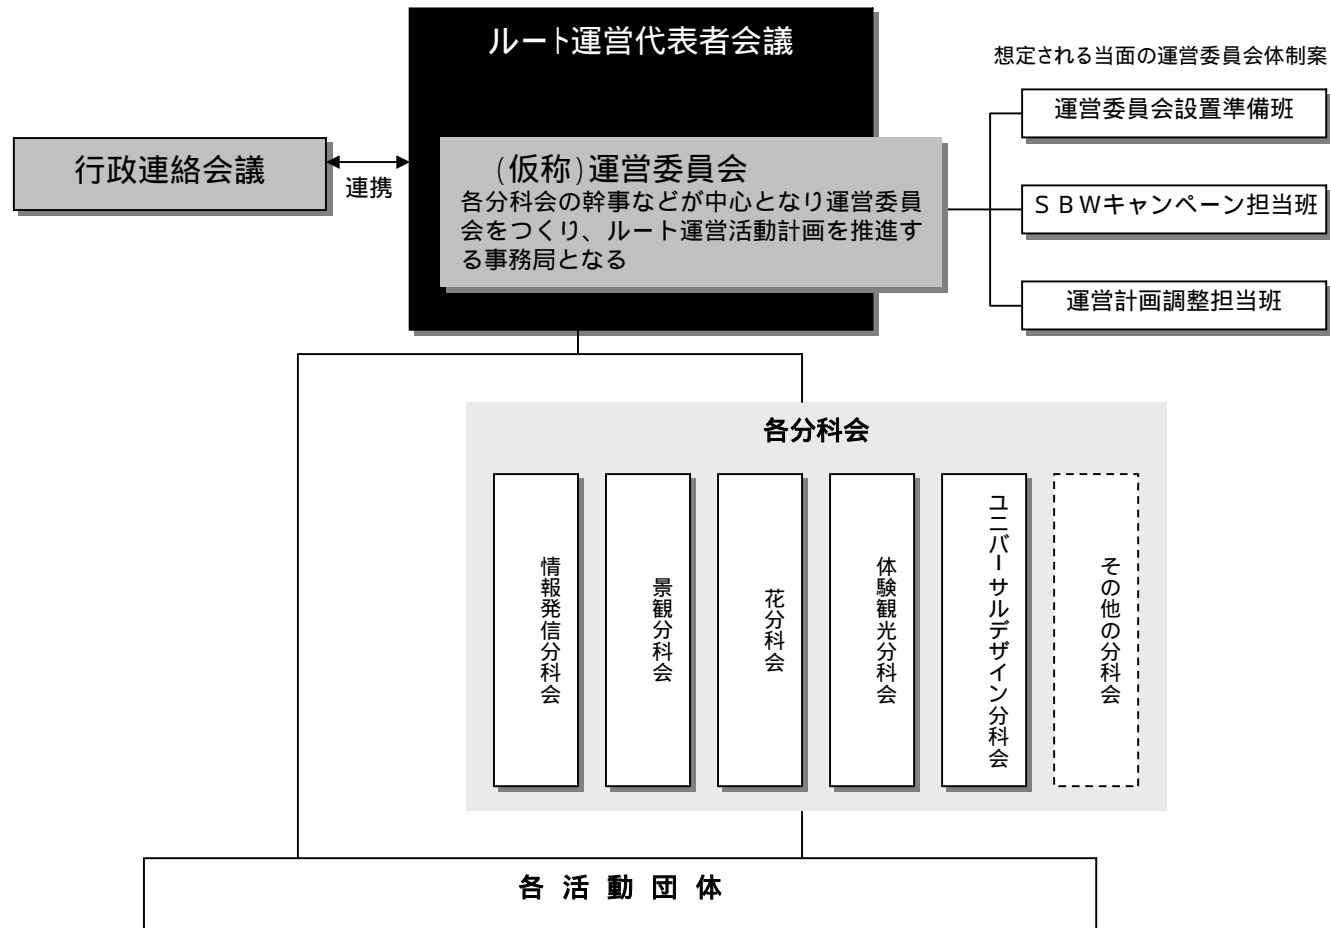 ルート運営代表者会議
想定される当面の運営委員会体制案
運営委員会設置準備班
行政連絡会議
連携
(仮称)運営委員会
各分科会の幹事などが中心となり運営委員
会をつくり、ルート運営活動計画を推進す
る事務局となる
ＳＢＷキャンペーン担当班
運営計画調整担当班
各分科会
情報発信分科会
景観分科会
花分科会
体験観光分科会
ユニバーサルデザイン分科会
その他の分科会
各 活 動 団 体